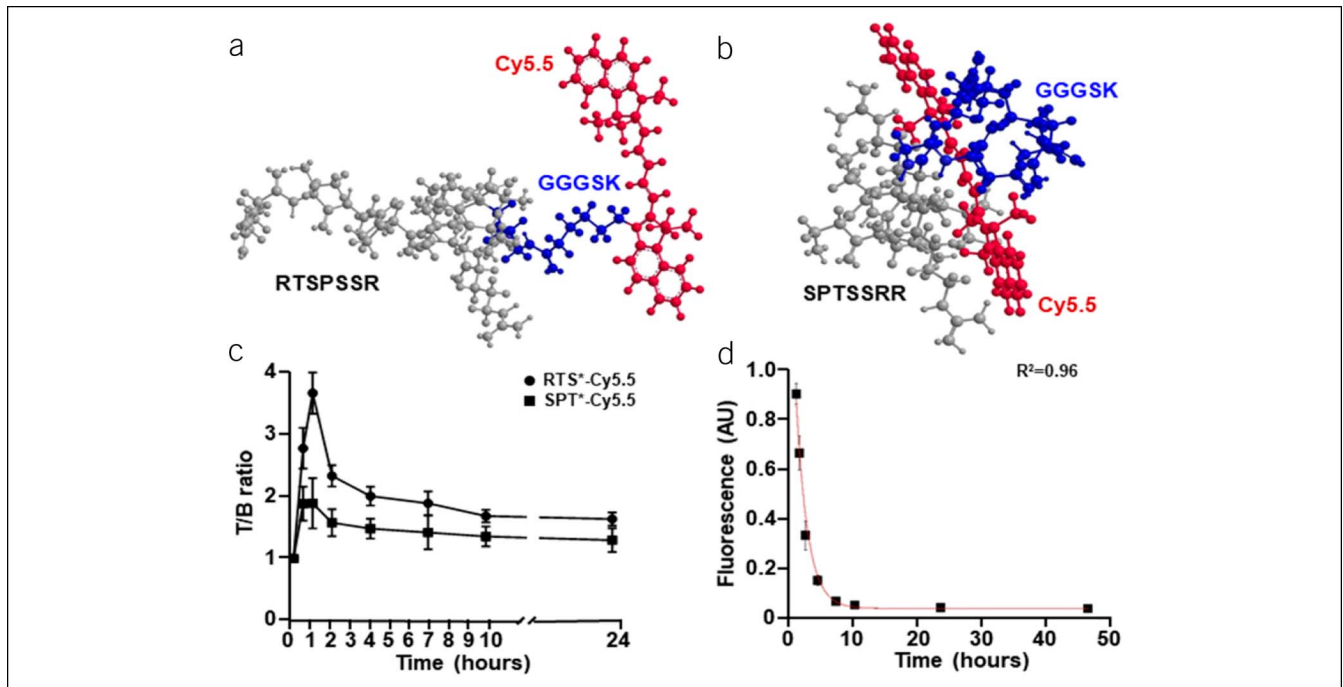 a
Cy5.5
GGGSK
RTSPSSR
b
GGGSK
SPTSSRR
Cy5.5
c
T/B ratio
4
3
2
1
0
RTS*-Cy5.5
SPT*-Cy5.5
0 1 2 3 4 5 6 7 8 9 10 24
Time (hours)
d
Fluorescence (AU)
R²=0.96
1.0
0.8
0.6
0.4
0.2
0
0 10 20 30 40 50
Time (hours)